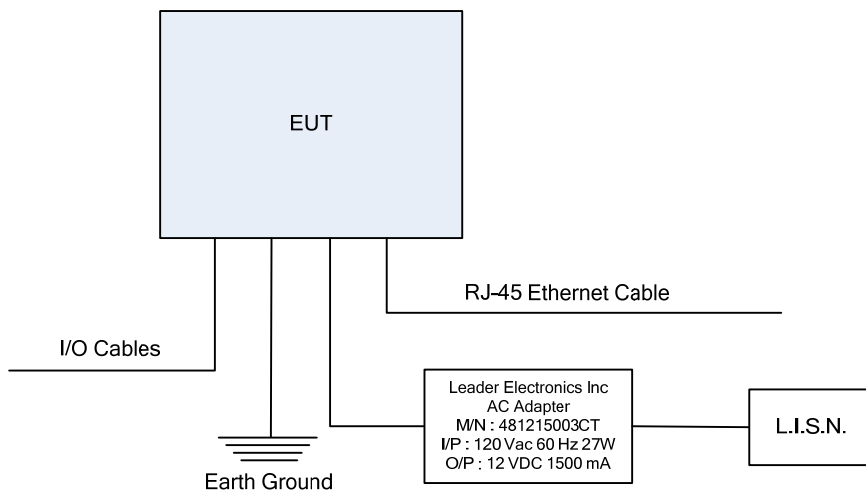 EUT
RJ-45 Ethernet Cable
I/O Cables
Leader Electronics Inc
AC Adapter
M/N : 481215003CT
I/P : 120 Vac 60 Hz 27W
O/P : 12 VDC 1500 mA
L.I.S.N.
Earth Ground